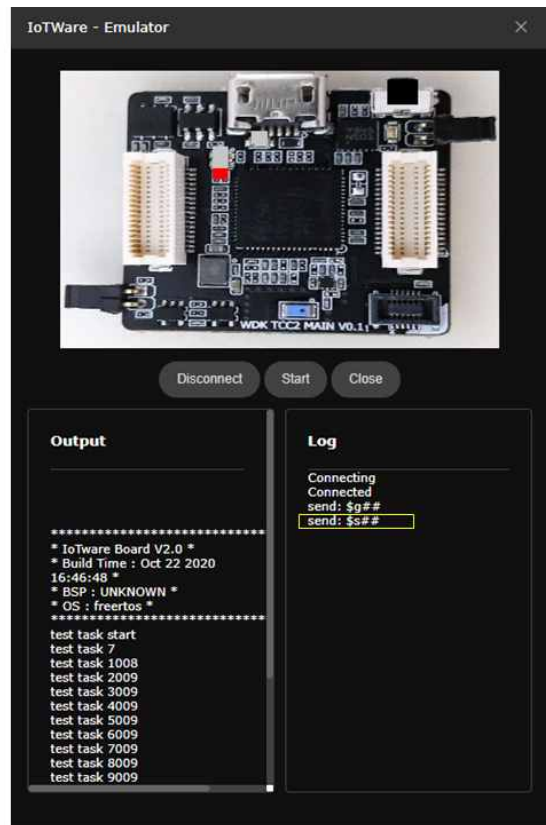 IoTWare - Emulator
WDK TCC2 MAIN V0.1
Disconnect
Start
Close
Output
*****************************
* IoTware Board V2.0 *
* Build Time : Oct 22 2020
16:46:48 *
* BSP : UNKNOWN *
* OS : freertos *
*****************************
test task start
test task 7
test task 1008
test task 2009
test task 3009
test task 4009
test task 5009
test task 6009
test task 7009
test task 8009
test task 9009
Log
Connecting
Connected
send: $g##
send: $s##